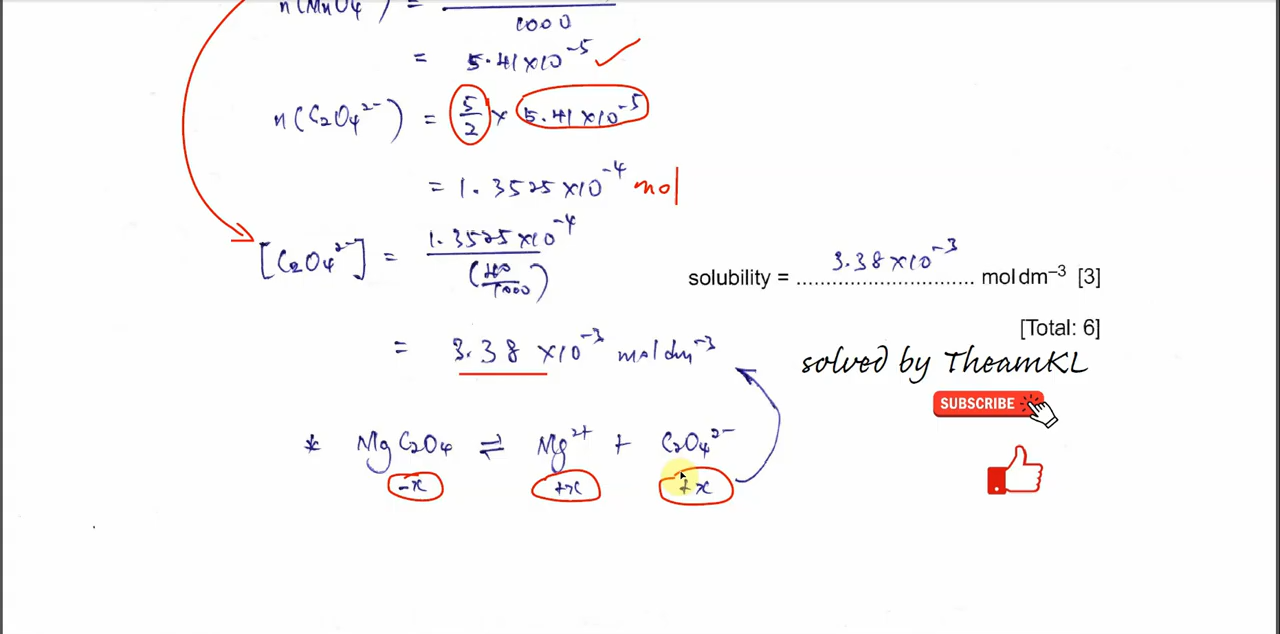 n(MnO₄⁻) =
1000
= 5.41×10⁻⁵ ✓
n(C₂O₄²⁻) = 5/2 × 5.41×10⁻⁵
= 1.3525×10⁻⁴ mol
[C₂O₄²⁻] = 1.3525×10⁻⁴ / (40/1000)
solubility = 3.38×10⁻³ mol dm⁻³ [3]
[Total: 6]
= 3.38×10⁻³ mol dm⁻³
solved by TheamKL
SUBSCRIBE
* MgC₂O₄ ⇌ Mg²⁺ + C₂O₄²⁻
-x +x +x